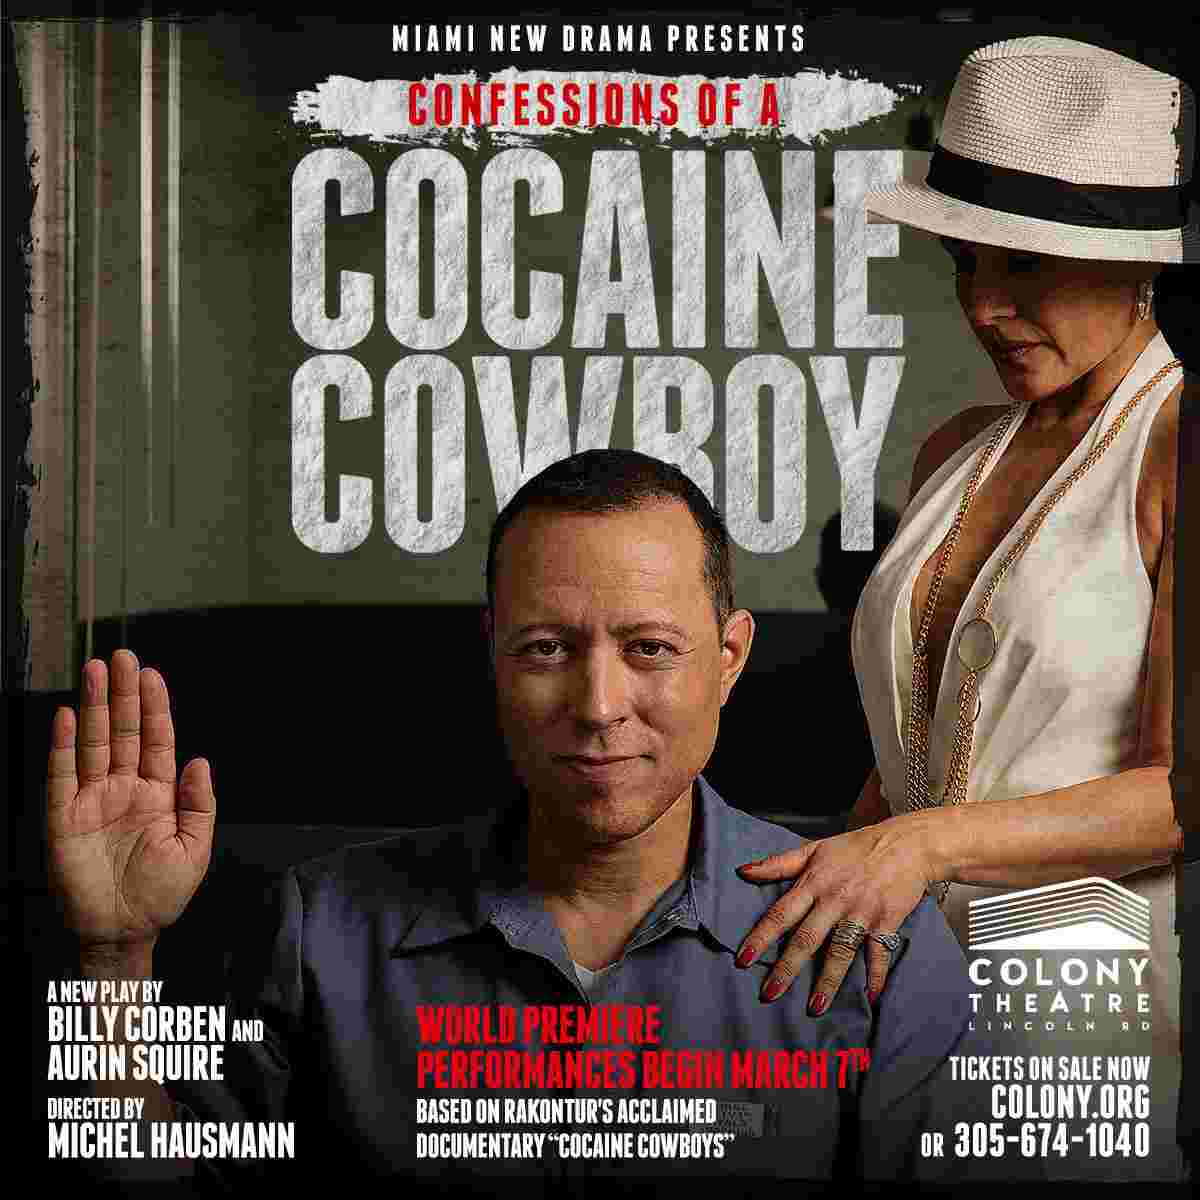 MIAMI NEW DRAMA PRESENTS
CONFESSIONS OF A
COCAINE
COWBOY
A NEW PLAY BY
BILLY CORBEN AND
AURIN SQUIRE
DIRECTED BY
MICHEL HAUSMANN
WORLD PREMIERE
PERFORMANCES BEGIN MARCH 7TH
BASED ON RAKONTUR'S ACCLAIMED
DOCUMENTARY "COCAINE COWBOYS"
COLONY
THEATRE
LINCOLN RD
TICKETS ON SALE NOW
COLONY.ORG
OR 305-674-1040